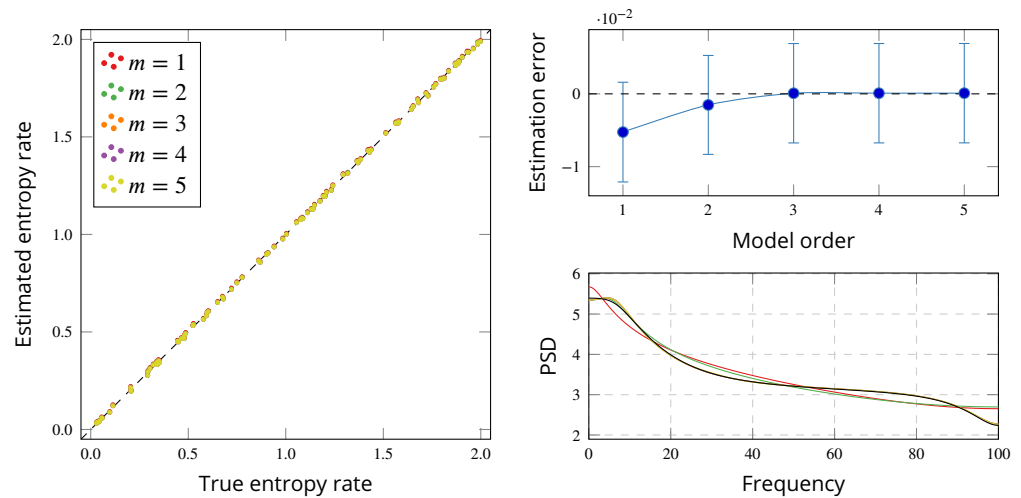 Estimated entropy rate
2.0
1.5
1.0
0.5
0.0
m = 1
m = 2
m = 3
m = 4
m = 5
0.0 0.5 1.0 1.5 2.0
True entropy rate
·10⁻²
Estimation error
0
−1
1 2 3 4 5
Model order
PSD
6
5
4
3
2
0 20 40 60 80 100
Frequency